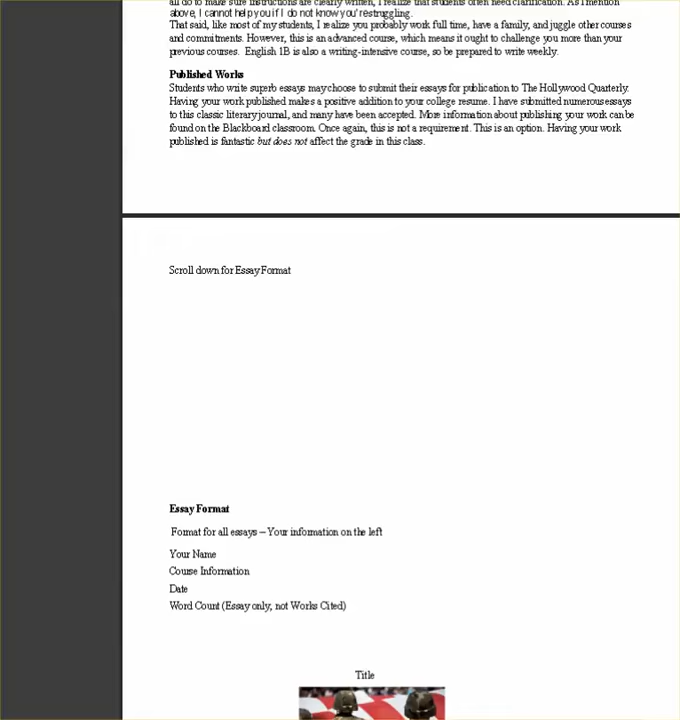 all do to make sure instructions are clearly written, I realize that students often need clarification. As I mention
above, I cannot help you if I do not know you're struggling.
That said, like most of my students, I realize you probably work full time, have a family, and juggle other courses
and commitments. However, this is an advanced course, which means it ought to challenge you more than your
previous courses. English 1B is also a writing-intensive course, so be prepared to write weekly.
Published Works
Students who write superb essays may choose to submit their essays for publication to The Hollywood Quarterly.
Having your work published makes a positive addition to your college resume. I have submitted numerous essays
to this classic literary journal, and many have been accepted. More information about publishing your work can be
found on the Blackboard classroom. Once again, this is not a requirement. This is an option. Having your work
published is fantastic but does not affect the grade in this class.
Scroll down for Essay Format
Essay Format
Format for all essays – Your information on the left
Your Name
Course Information
Date
Word Count (Essay only, not Works Cited)
Title